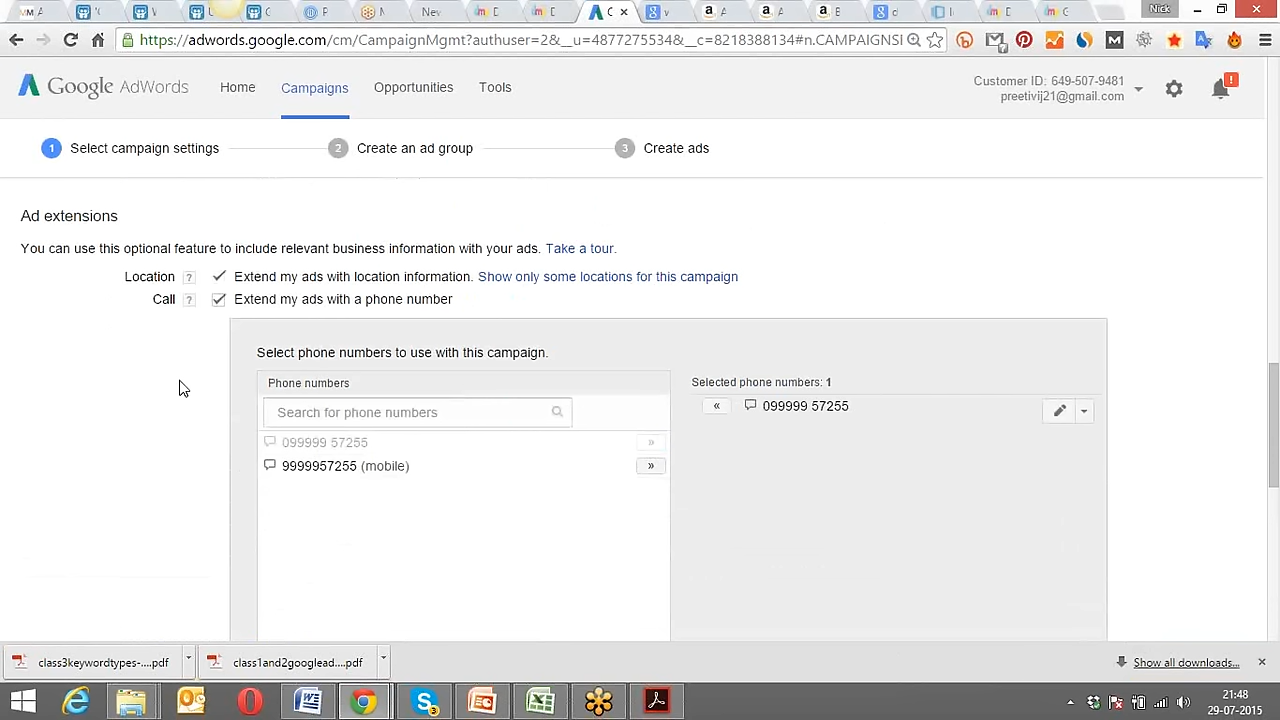 Nick
https://adwords.google.com/cm/CampaignMgmt?authuser=2&__u=4877275534&__c=8218388134#n.CAMPAIGNSI
Google AdWords
Home
Campaigns
Opportunities
Tools
Customer ID: 649-507-9481
preetivij21@gmail.com
1 Select campaign settings
2 Create an ad group
3 Create ads
Ad extensions
You can use this optional feature to include relevant business information with your ads. Take a tour.
Location ? Extend my ads with location information. Show only some locations for this campaign
Call ? Extend my ads with a phone number
Select phone numbers to use with this campaign.
Phone numbers
Search for phone numbers
099999 57255 »
9999957255 (mobile) »
Selected phone numbers: 1
« 099999 57255
class3keywordtypes-....pdf
class1and2googlead....pdf
Show all downloads...
21:48
29-07-2015